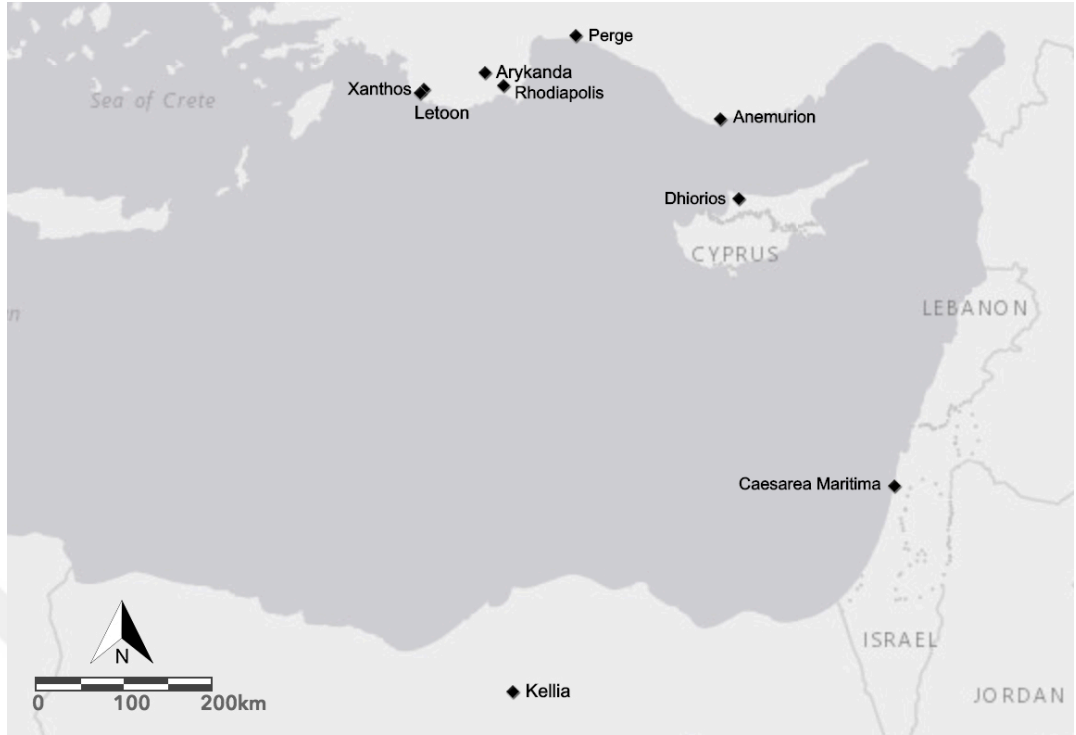 Perge
Sea of Crete
Arykanda
Xanthos
Rhodiapolis
Letoon
Anemurion
Dhiorios
CYPRUS
LEBANON
Caesarea Maritima
ISRAEL
N
Kellia
JORDAN
0 100 200km